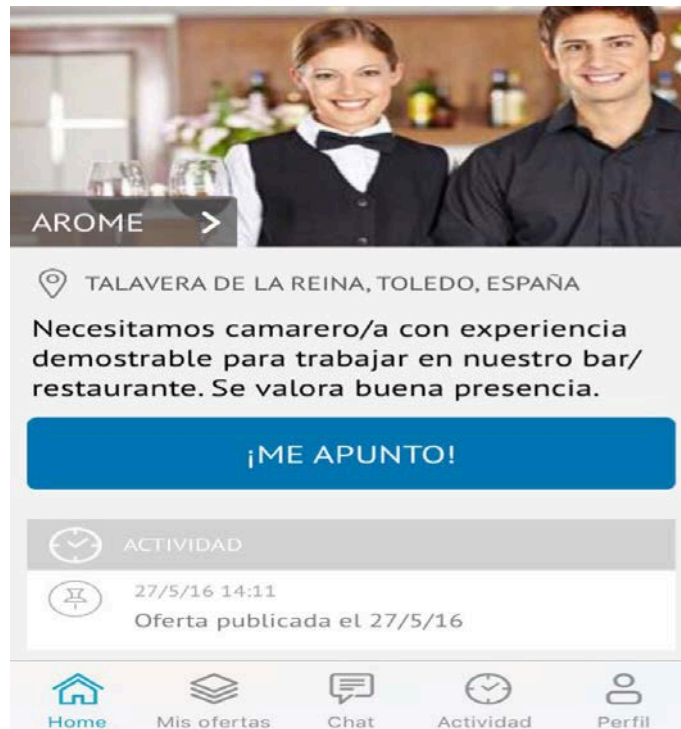 AROME >
TALAVERA DE LA REINA, TOLEDO, ESPAÑA
Necesitamos camarero/a con experiencia
demostrable para trabajar en nuestro bar/
restaurante. Se valora buena presencia.
¡ME APUNTO!
ACTIVIDAD
27/5/16 14:11
Oferta publicada el 27/5/16
Home Mis ofertas Chat Actividad Perfil